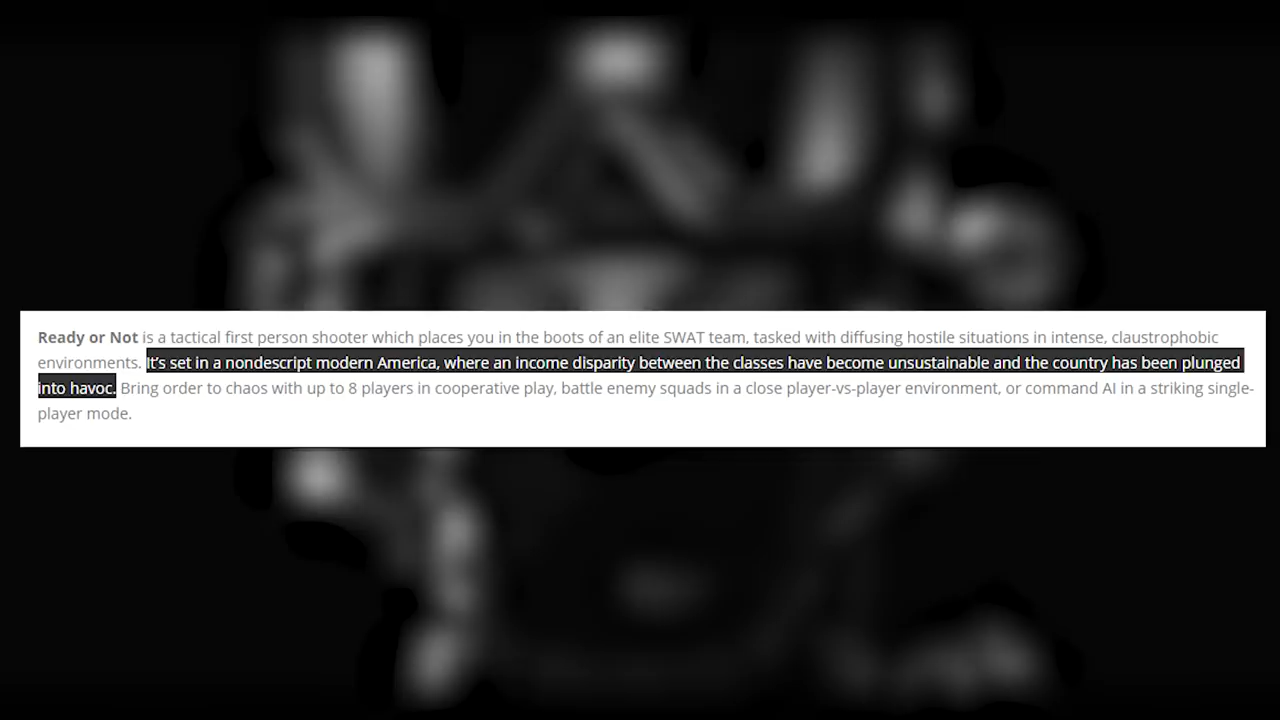 Ready or Not is a tactical first person shooter which places you in the boots of an elite SWAT team, tasked with diffusing hostile situations in intense, claustrophobic
environments. It’s set in a nondescript modern America, where an income disparity between the classes have become unsustainable and the country has been plunged
into havoc. Bring order to chaos with up to 8 players in cooperative play, battle enemy squads in a close player-vs-player environment, or command AI in a striking single-
player mode.